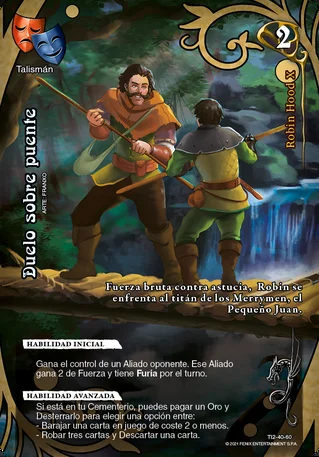 2
Talismán
Robin Hood
Duelo sobre puente
ARTE: FRANXO
Fuerza bruta contra astucia, Robin se
enfrenta al titán de los Merrymen, el
Pequeño Juan.
HABILIDAD INICIAL
Gana el control de un Aliado oponente. Ese Aliado
gana 2 de Fuerza y tiene Furia por el turno.
HABILIDAD AVANZADA
Si está en tu Cementerio, puedes pagar un Oro y
Desterrarlo para elegir una opción entre:
- Barajar una carta en juego de coste 2 o menos.
- Robar tres cartas y Descartar una carta.
TI2-40-60
© 2021 FENIX ENTERTAINMENT S.P.A.